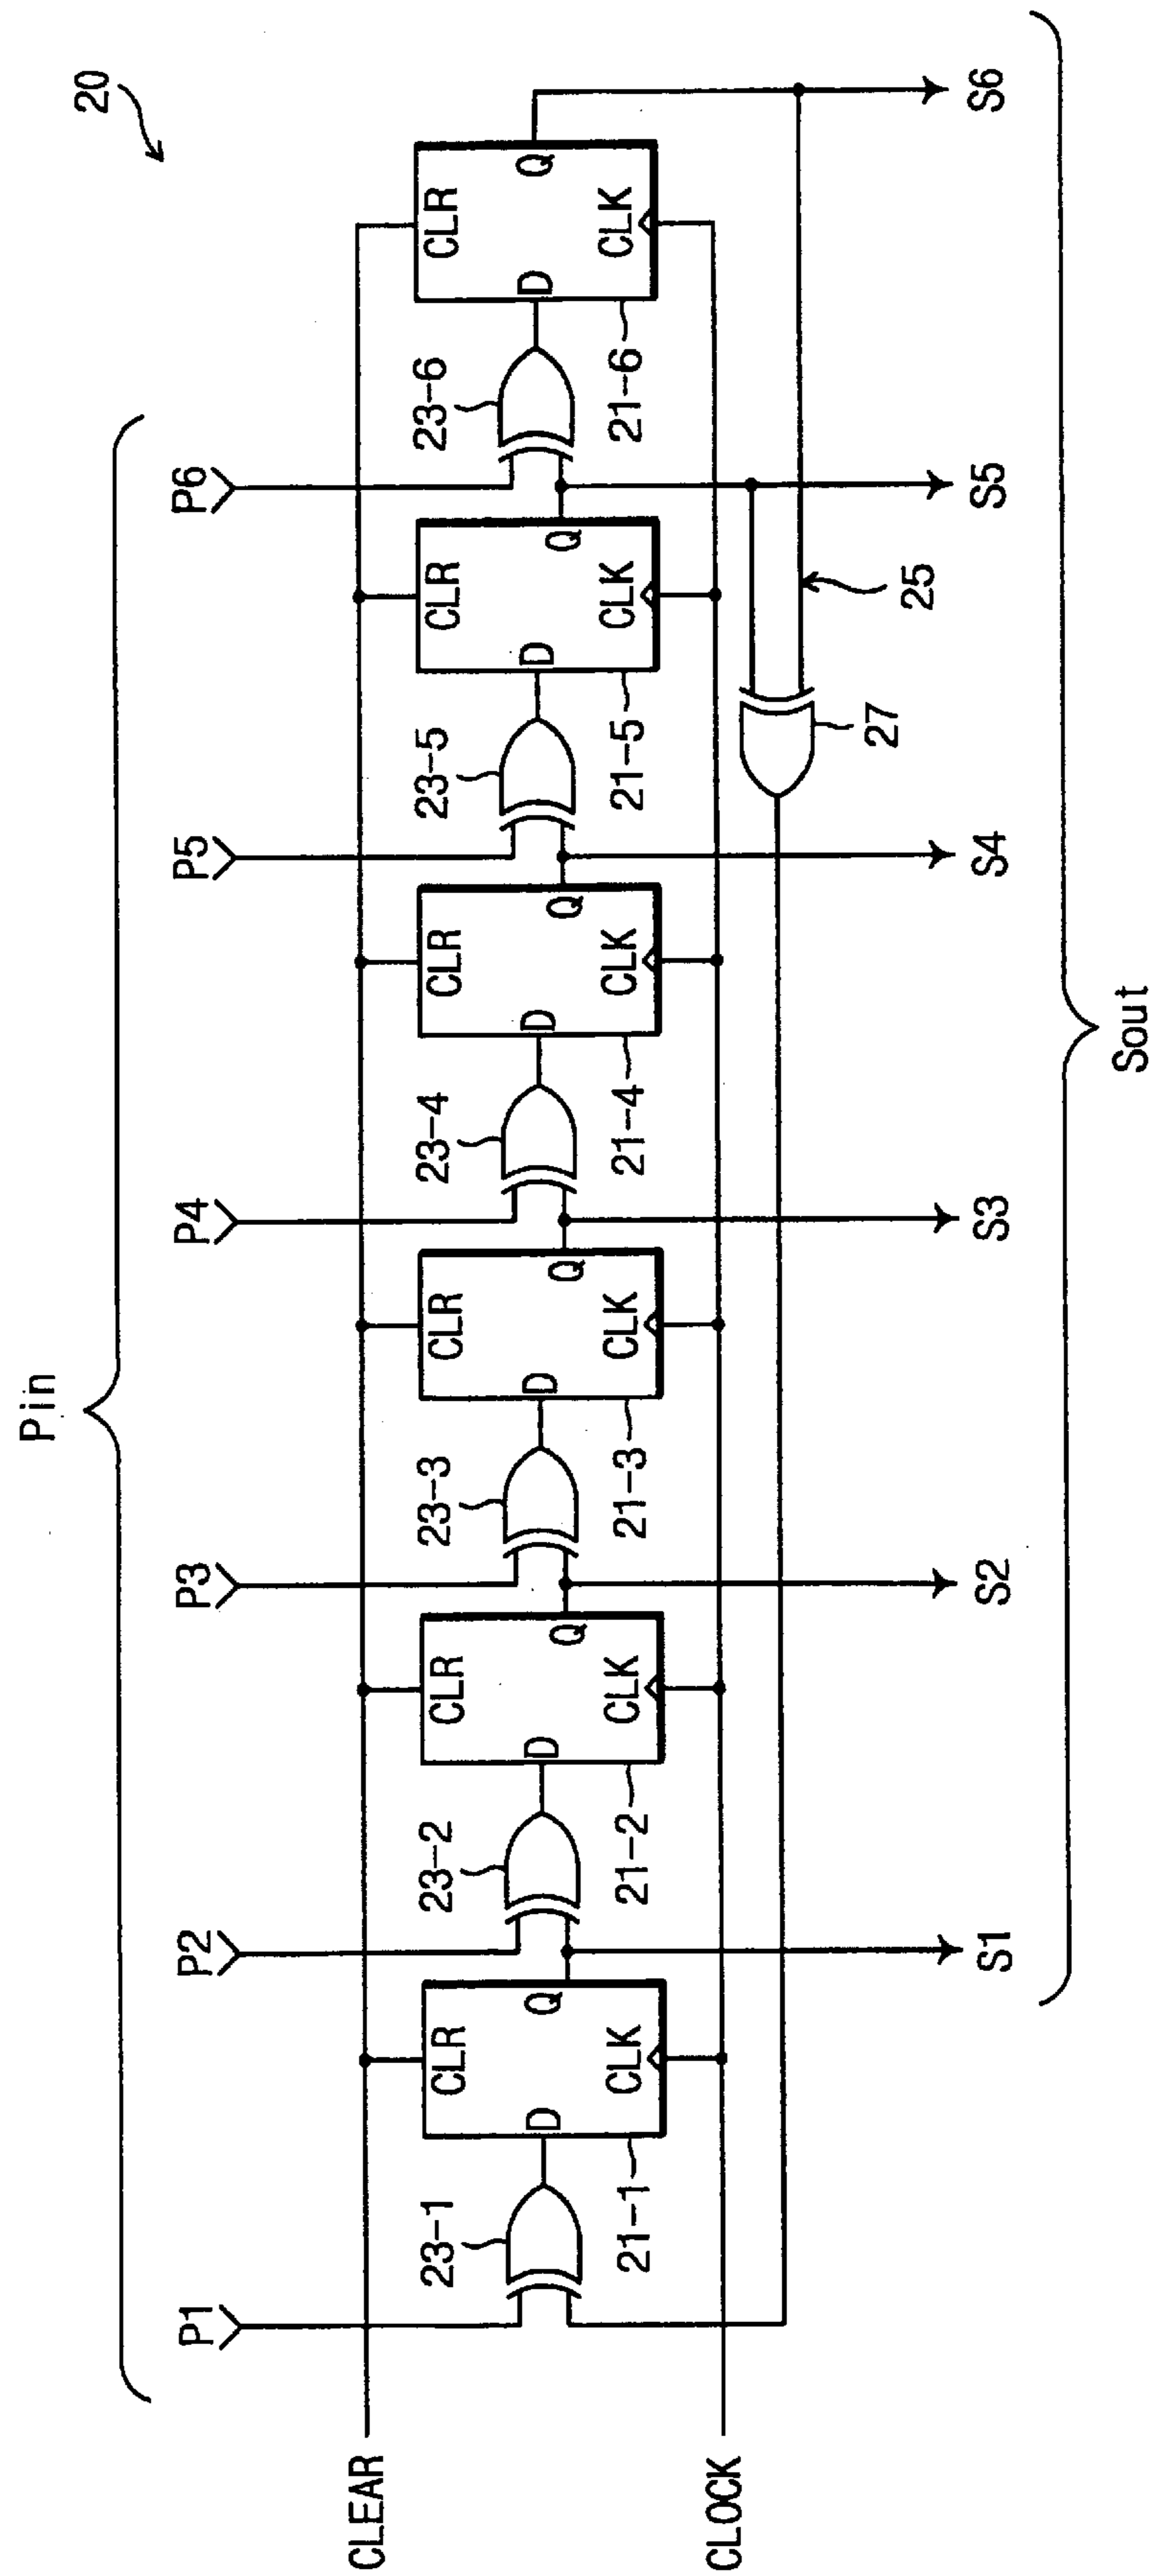 20
Pin
P1
P2
P3
P4
P5
P6
CLEAR
23-1
CLR
D
Q
CLK
21-1
23-2
CLR
D
Q
CLK
21-2
23-3
CLR
D
Q
CLK
21-3
23-4
CLR
D
Q
CLK
21-4
23-5
CLR
D
Q
CLK
21-5
23-6
CLR
D
Q
CLK
21-6
CLOCK
27
25
S1
S2
S3
S4
S5
S6
Sout